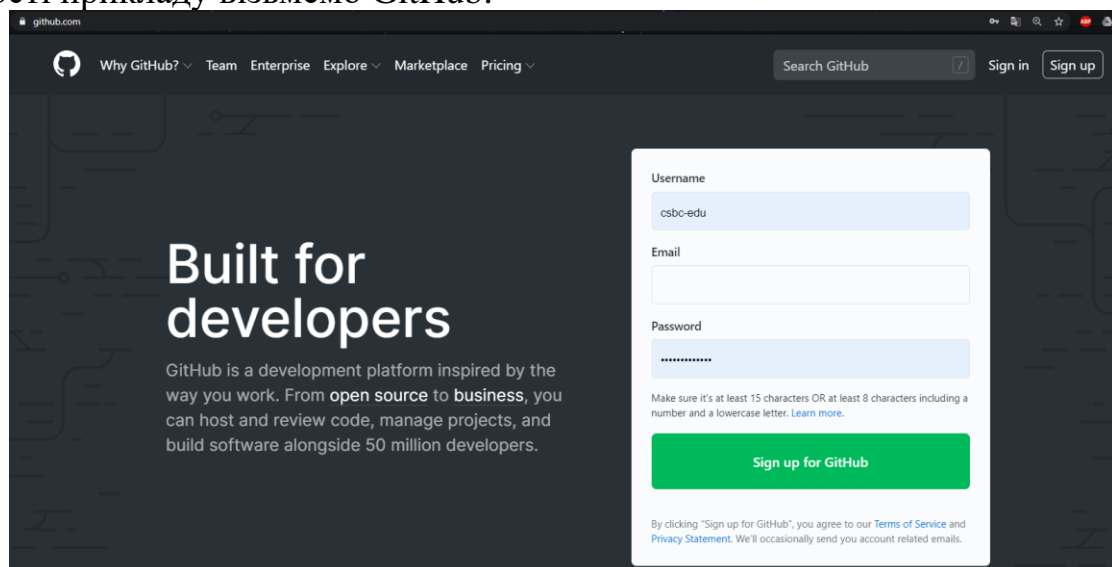 прикладу візьмемо GitHub:
github.com
Why GitHub? Team Enterprise Explore Marketplace Pricing Search GitHub / Sign in Sign up
Built for
developers
GitHub is a development platform inspired by the
way you work. From open source to business, you
can host and review code, manage projects, and
build software alongside 50 million developers.
Username
csbc-edu
Email
Password
•••••••••••••
Make sure it's at least 15 characters OR at least 8 characters including a
number and a lowercase letter. Learn more.
Sign up for GitHub
By clicking "Sign up for GitHub", you agree to our Terms of Service and
Privacy Statement. We'll occasionally send you account related emails.